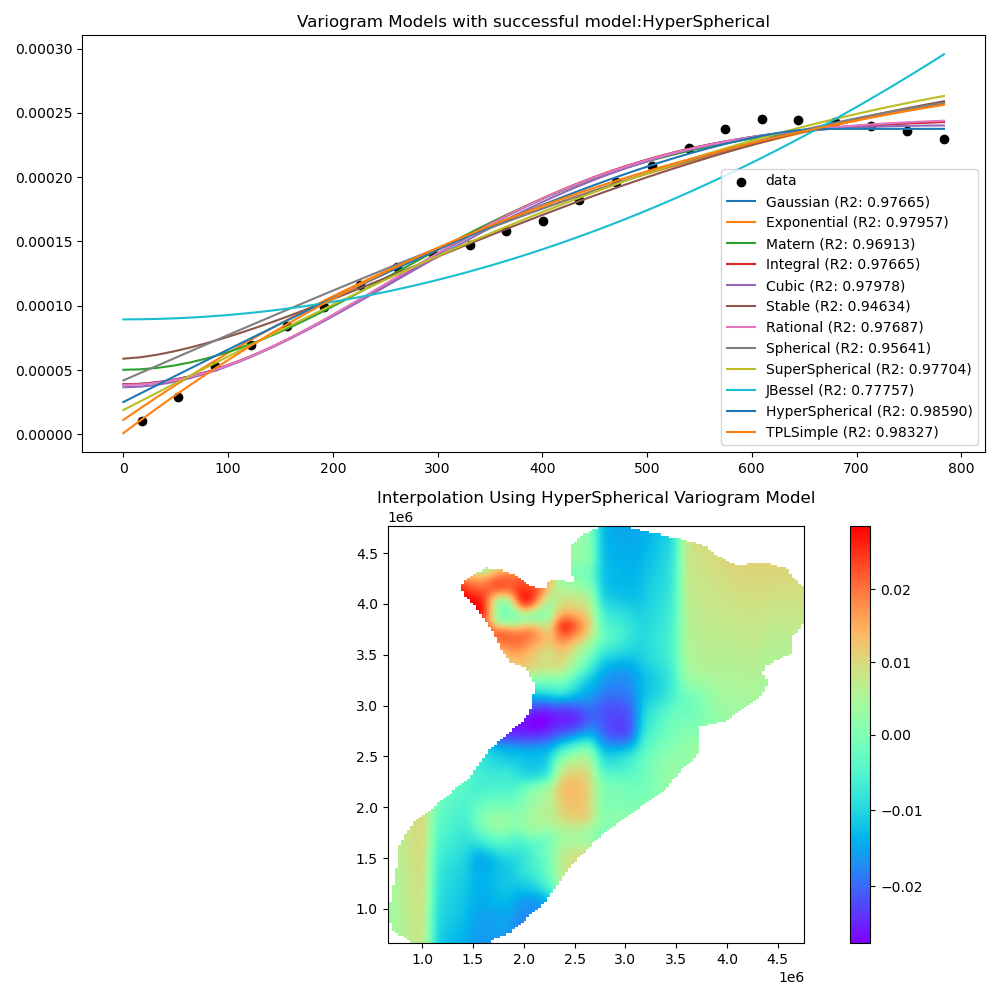 Variogram Models with successful model:HyperSpherical
0.00030
0.00025
0.00020
0.00015
0.00010
0.00005
0.00000
data
Gaussian (R2: 0.97665)
Exponential (R2: 0.97957)
Matern (R2: 0.96913)
Integral (R2: 0.97665)
Cubic (R2: 0.97978)
Stable (R2: 0.94634)
Rational (R2: 0.97687)
Spherical (R2: 0.95641)
SuperSpherical (R2: 0.97704)
JBessel (R2: 0.77757)
HyperSpherical (R2: 0.98590)
TPLSimple (R2: 0.98327)
0 100 200 300 400 500 600 700 800
Interpolation Using HyperSpherical Variogram Model
1e6
4.5
4.0
3.5
3.0
2.5
2.0
1.5
1.0
1.0 1.5 2.0 2.5 3.0 3.5 4.0 4.5
1e6
0.02
0.01
0.00
−0.01
−0.02